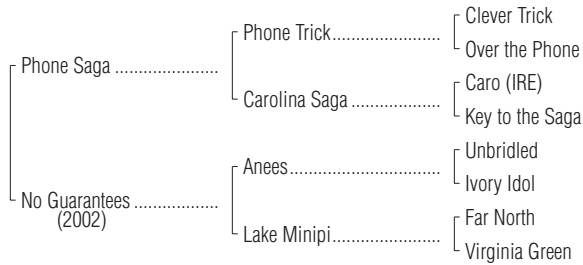 Clever Trick
Phone Trick
Over the Phone
Phone Saga
Caro (IRE)
Carolina Saga
Key to the Saga
Unbridled
Anees
Ivory Idol
No Guarantees
(2002)
Far North
Lake Minipi
Virginia Green